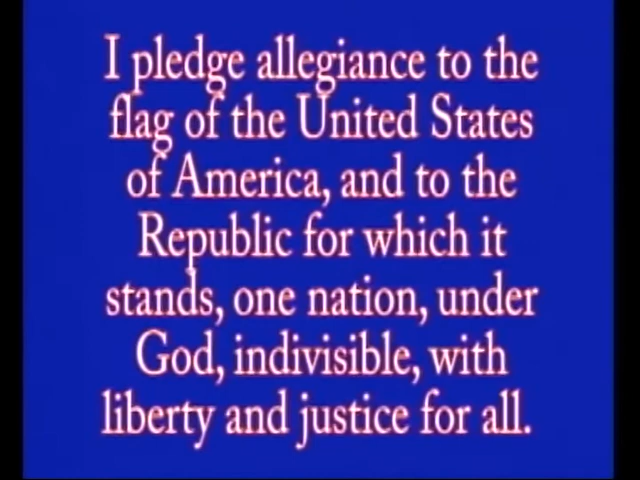 I pledge allegiance to the
flag of the United States
of America, and to the
Republic for which it
stands, one nation, under
God, indivisible, with
liberty and justice for all.